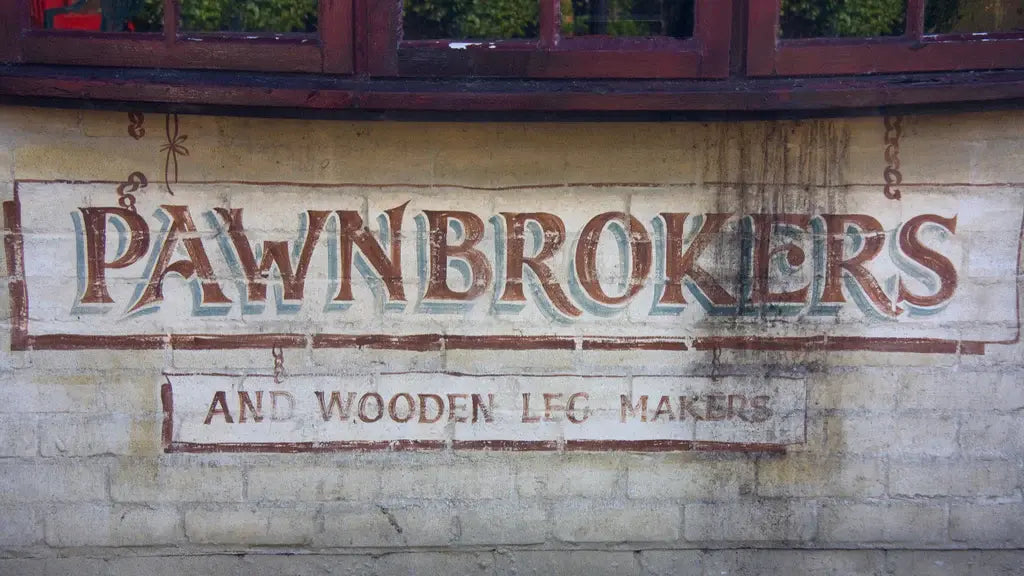 PAWNBROKERS
AND WOODEN LEG MAKERS